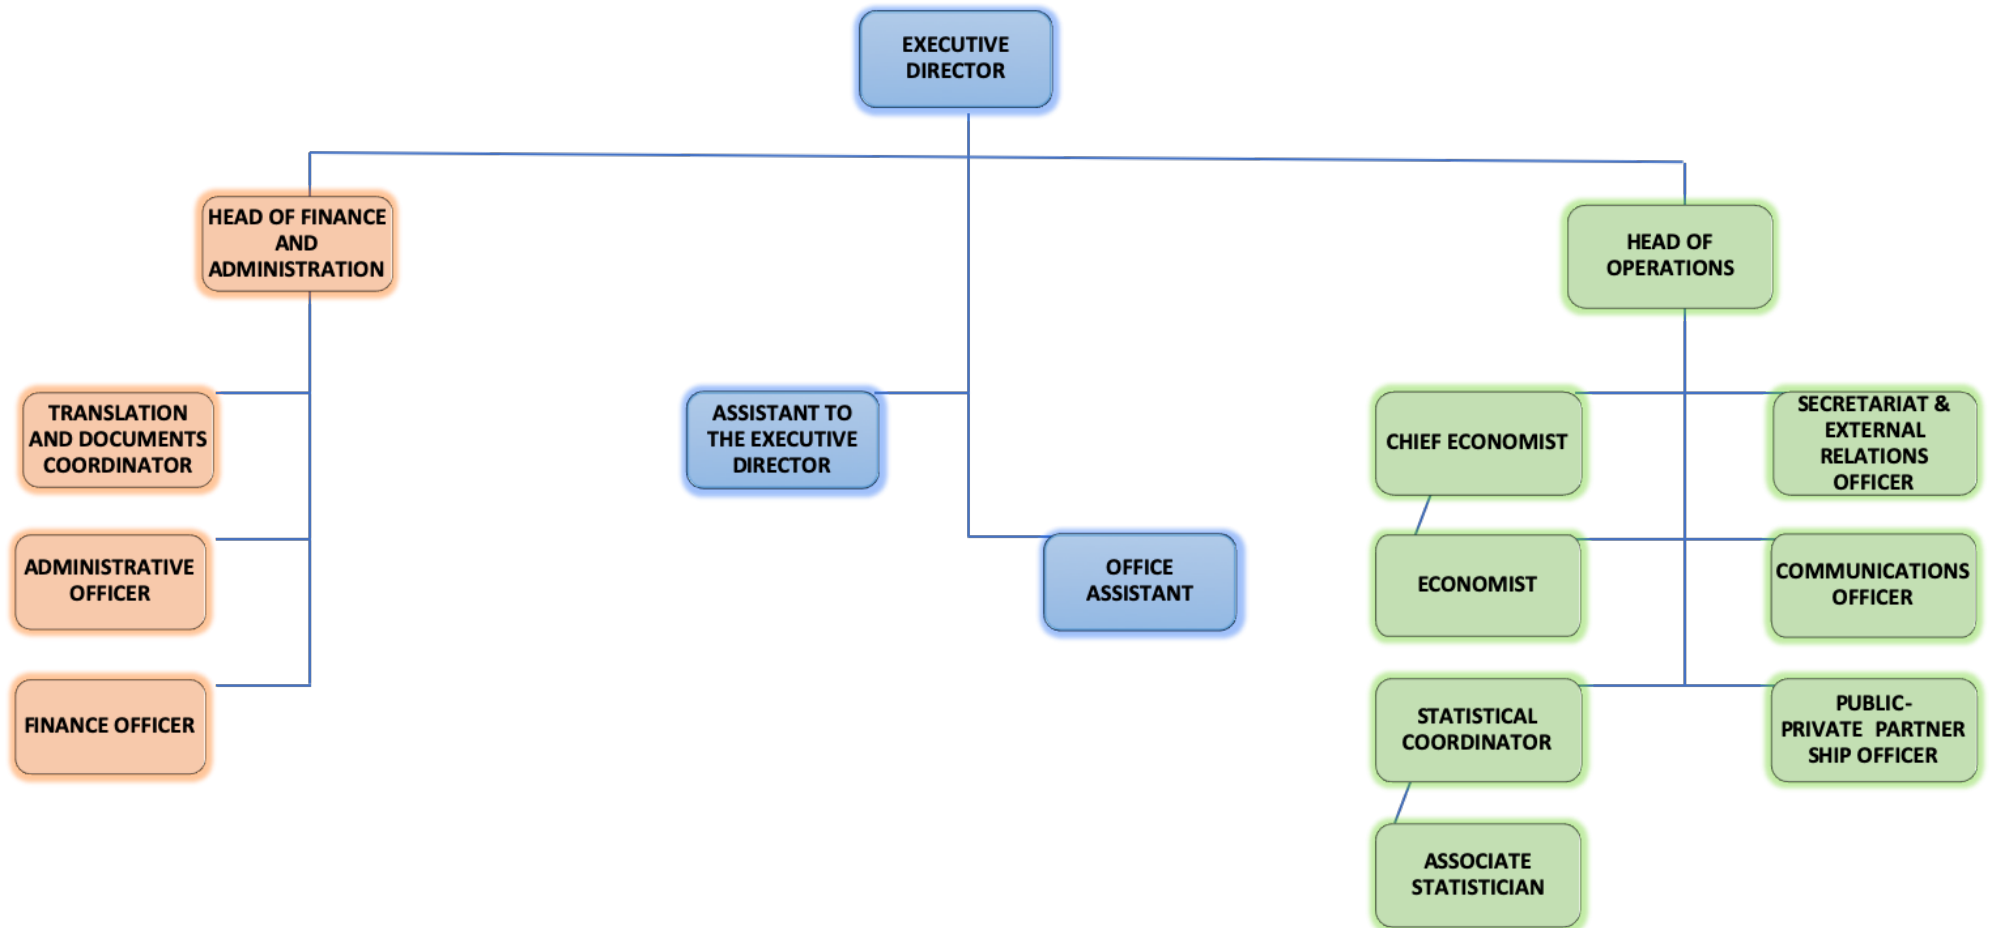 EXECUTIVE
DIRECTOR
HEAD OF FINANCE
AND
ADMINISTRATION
HEAD OF
OPERATIONS
TRANSLATION
AND DOCUMENTS
COORDINATOR
ASSISTANT TO
THE EXECUTIVE
DIRECTOR
CHIEF ECONOMIST
SECRETARIAT &
EXTERNAL
RELATIONS
OFFICER
ADMINISTRATIVE
OFFICER
OFFICE
ASSISTANT
ECONOMIST
COMMUNICATIONS
OFFICER
FINANCE OFFICER
STATISTICAL
COORDINATOR
PUBLIC-
PRIVATE PARTNER
SHIP OFFICER
ASSOCIATE
STATISTICIAN